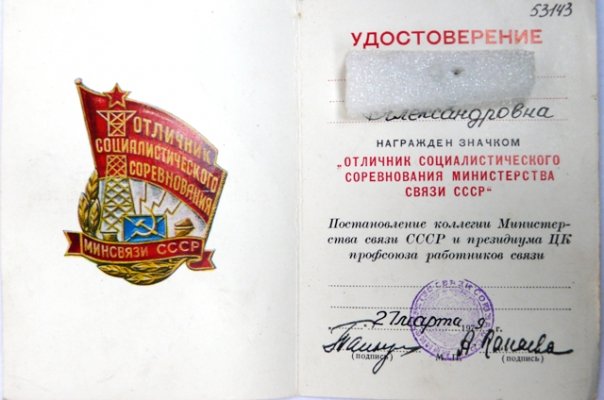 ОТЛИЧНИК
СОЦИАЛИСТИЧЕСКОГО
СОРЕВНОВАНИЯ
МИНСВЯЗИ СССР
53143
УДОСТОВЕРЕНИЕ
Александровна
НАГРАЖДЕН ЗНАЧКОМ
„ОТЛИЧНИК СОЦИАЛИСТИЧЕСКОГО
СОРЕВНОВАНИЯ МИНИСТЕРСТВА
СВЯЗИ СССР“
Постановление коллегии Министер-
ства связи СССР и президиума ЦК
профсоюза работников связи
27 марта 1979 г.
(подпись) М. П. (подпись)